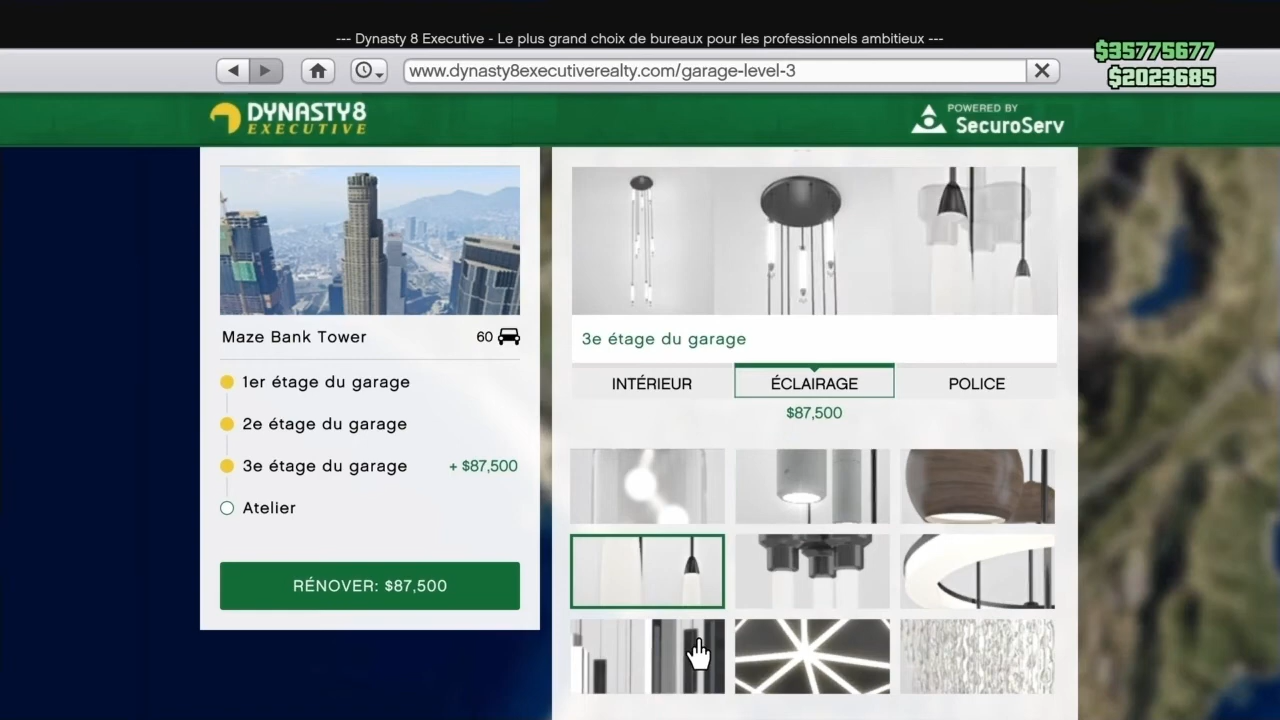 --- Dynasty 8 Executive - Le plus grand choix de bureaux pour les professionnels ambitieux ---
$35775677
www.dynasty8executiverealty.com/garage-level-3
$2023685
DYNASTY8
EXECUTIVE
POWERED BY
SecuroServ
Maze Bank Tower
60
1er étage du garage
2e étage du garage
3e étage du garage
+ $87,500
Atelier
RÉNOVER: $87,500
3e étage du garage
INTÉRIEUR
ÉCLAIRAGE
POLICE
$87,500